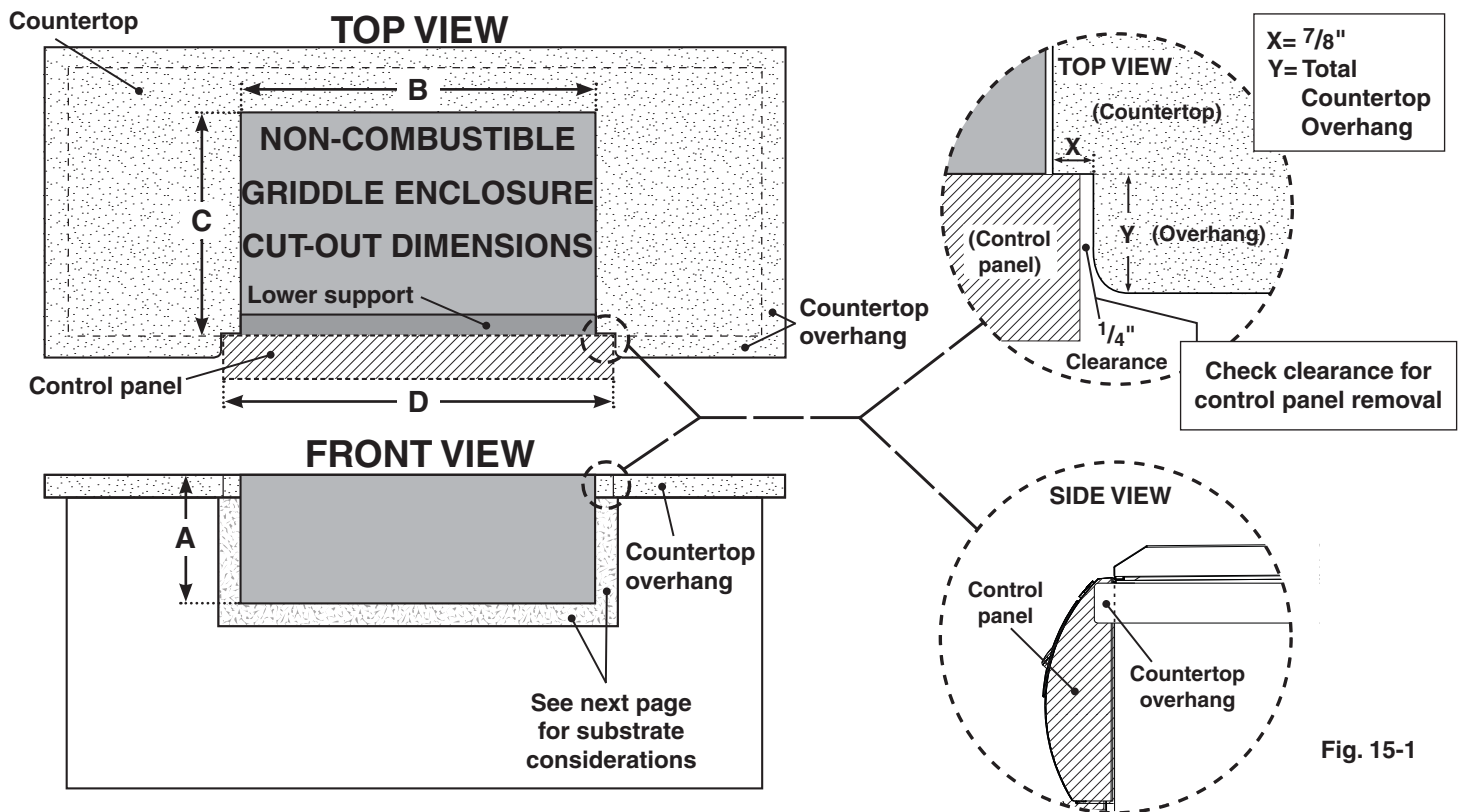 Countertop
TOP VIEW
B
NON-COMBUSTIBLE
GRIDDLE ENCLOSURE
CUT-OUT DIMENSIONS
C
Lower support
Countertop
overhang
Control panel
D
TOP VIEW
(Countertop)
X
(Control
panel)
Y
(Overhang)
1/4"
Clearance
X= 7/8"
Y= Total
Countertop
Overhang
Check clearance for
control panel removal
FRONT VIEW
A
Countertop
overhang
See next page
for substrate
considerations
SIDE VIEW
Control
panel
Countertop
overhang
Fig. 15-1